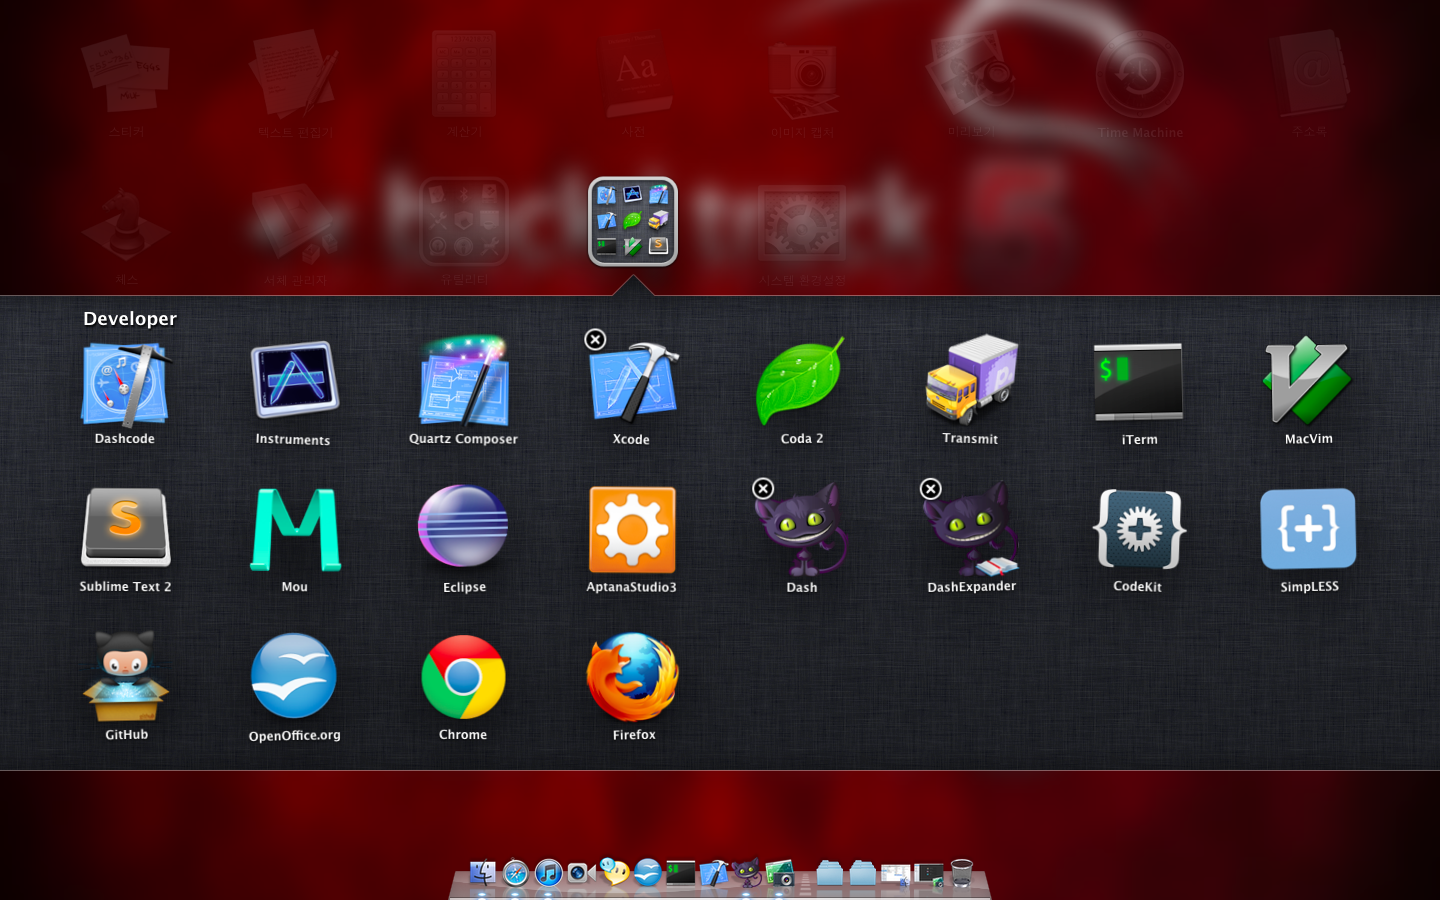 스티커
텍스트 편집기
계산기
사전
이미지 캡처
미리보기
Time Machine
주소록
Aa
back track
체스
서체 관리자
유틸리티
시스템 환경설정
Developer
Dashcode
Instruments
Quartz Composer
Xcode
Coda 2
Transmit
iTerm
MacVim
$
Sublime Text 2
Mou
Eclipse
AptanaStudio3
Dash
DashExpander
CodeKit
SimpLESS
S
{+}
GitHub
OpenOffice.org
Chrome
Firefox